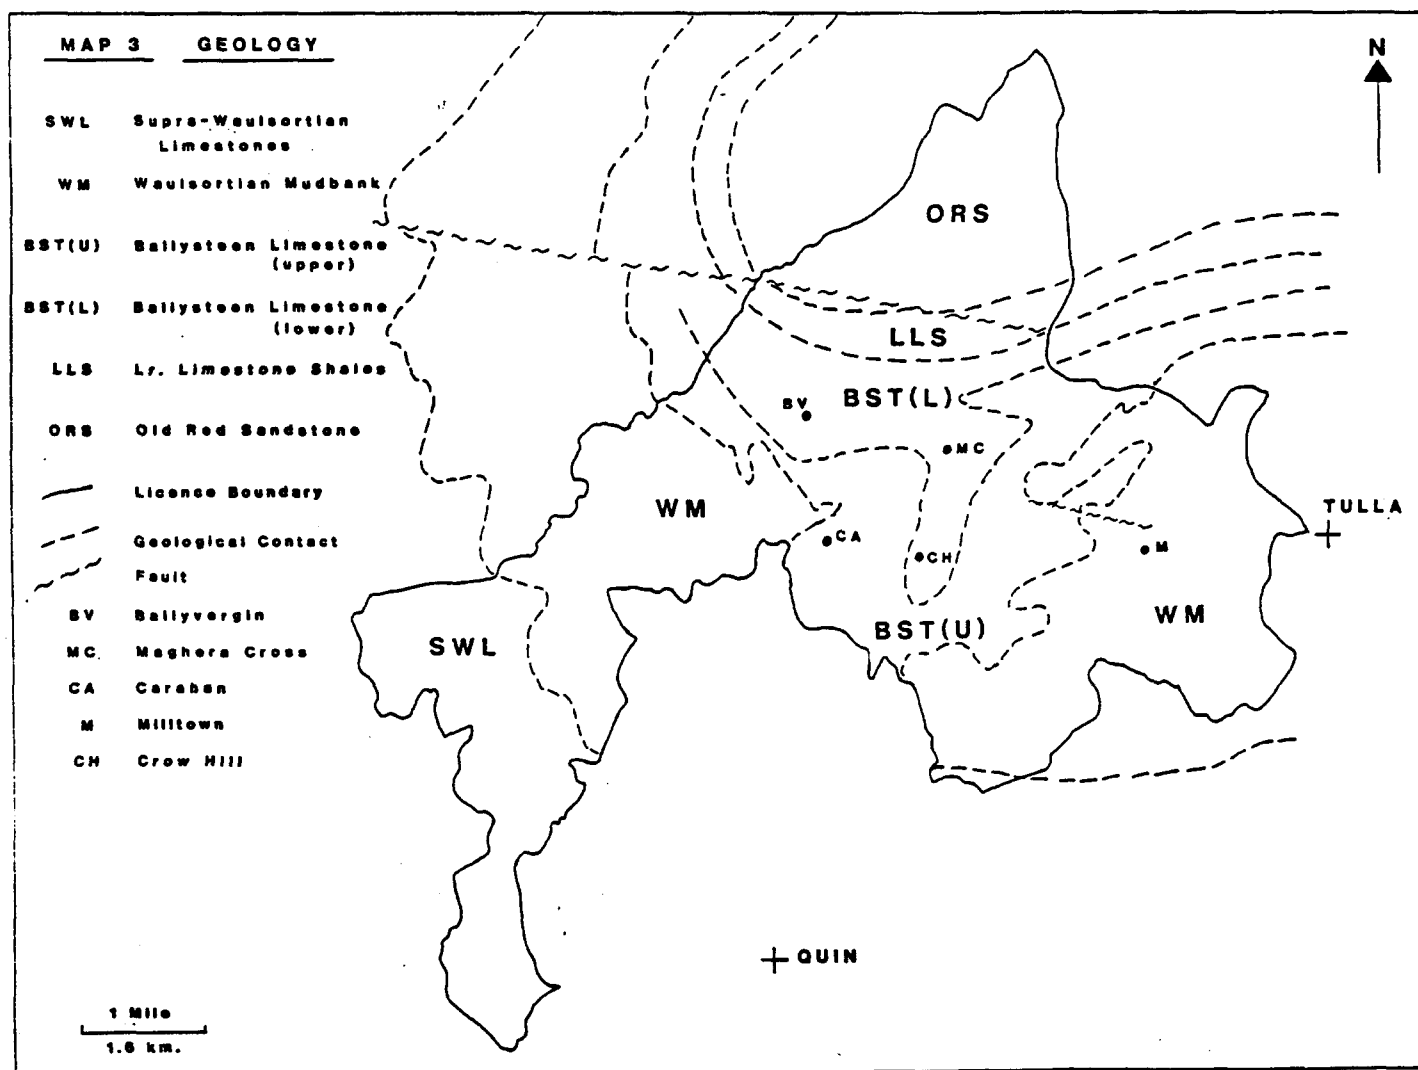 MAP 3 GEOLOGY
SWL Supra-Waulsortian
Limestones
WM Waulsortian Mudbank
BST(U) Ballysteen Limestone
(upper)
BST(L) Ballysteen Limestone
(lower)
LLS Lr. Limestone Shales
ORS Old Red Sandstone
Licence Boundary
Geological Contact
Fault
BV Ballyvergin
MC Maghera Cross
CA Caraban
M Milltown
CH Crow Hill
1 Mile
1.6 km.
N
ORS
LLS
BST(L)
BV
MC
WM
CA
CH
M
TULLA
WM
BST(U)
SWL
QUIN